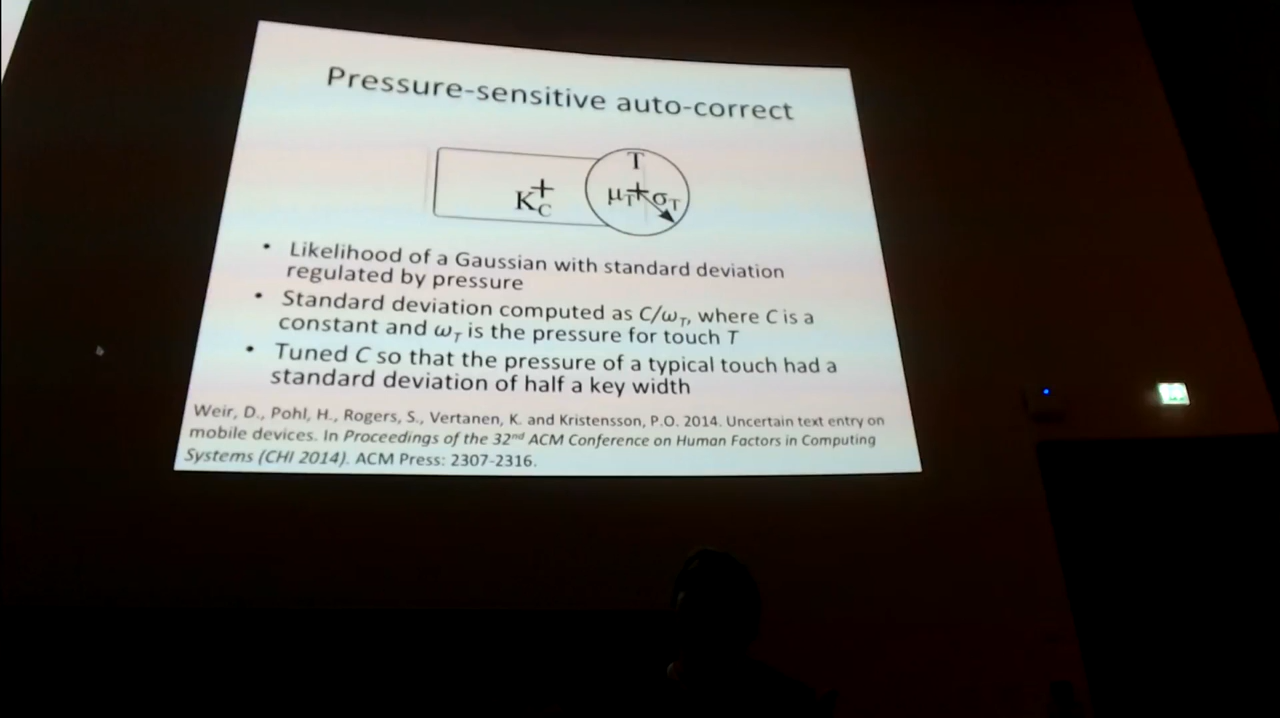 Pressure-sensitive auto-correct
T
K_C μ_T σ_T
• Likelihood of a Gaussian with standard deviation
regulated by pressure
• Standard deviation computed as C/ω_T, where C is a
constant and ω_T is the pressure for touch T
• Tuned C so that the pressure of a typical touch had a
standard deviation of half a key width
Weir, D., Pohl, H., Rogers, S., Vertanen, K. and Kristensson, P.O. 2014. Uncertain text entry on
mobile devices. In Proceedings of the 32nd ACM Conference on Human Factors in Computing
Systems (CHI 2014). ACM Press: 2307-2316.